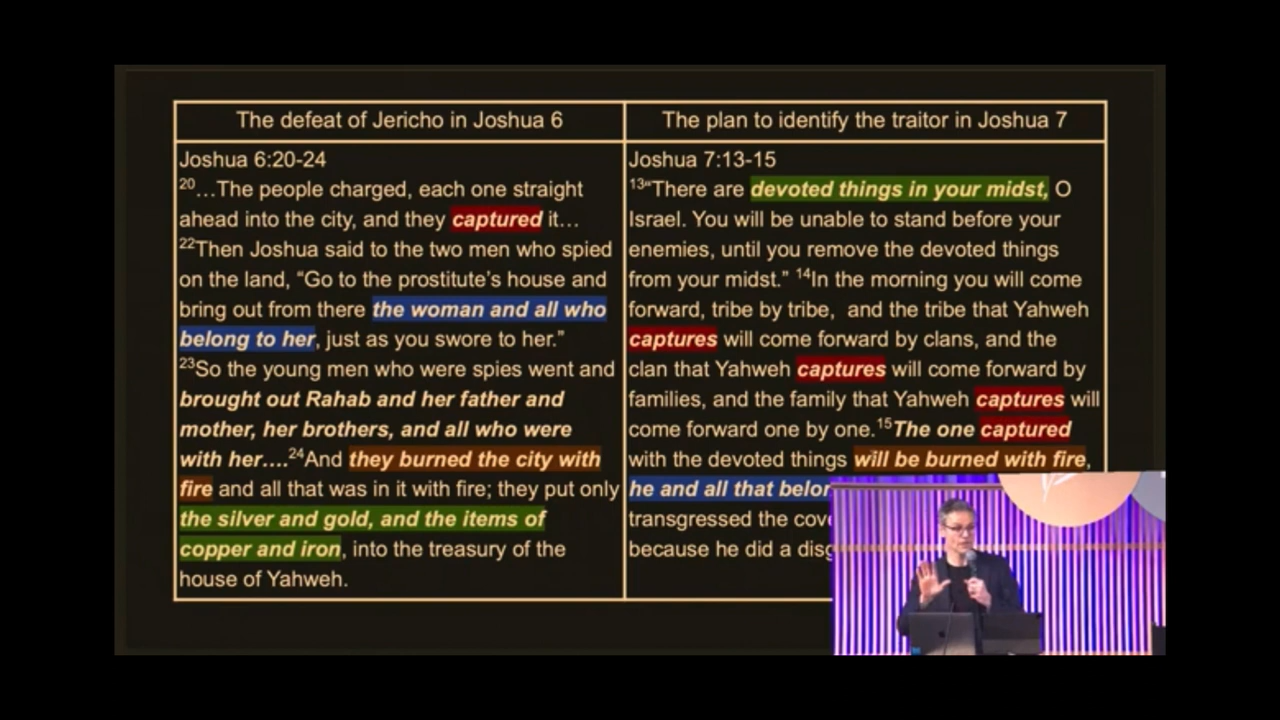 The defeat of Jericho in Joshua 6
Joshua 6:20-24
20…The people charged, each one straight
ahead into the city, and they captured it…
22Then Joshua said to the two men who spied
on the land, “Go to the prostitute’s house and
bring out from there the woman and all who
belong to her, just as you swore to her.”
23So the young men who were spies went and
brought out Rahab and her father and
mother, her brothers, and all who were
with her….24And they burned the city with
fire and all that was in it with fire; they put only
the silver and gold, and the items of
copper and iron, into the treasury of the
house of Yahweh.
The plan to identify the traitor in Joshua 7
Joshua 7:13-15
13“There are devoted things in your midst, O
Israel. You will be unable to stand before your
enemies, until you remove the devoted things
from your midst.” 14In the morning you will come
forward, tribe by tribe, and the tribe that Yahweh
captures will come forward by clans, and the
clan that Yahweh captures will come forward by
families, and the family that Yahweh captures will
come forward one by one.15The one captured
with the devoted things will be burned with fire,
he and all that
transgressed the
because he did a